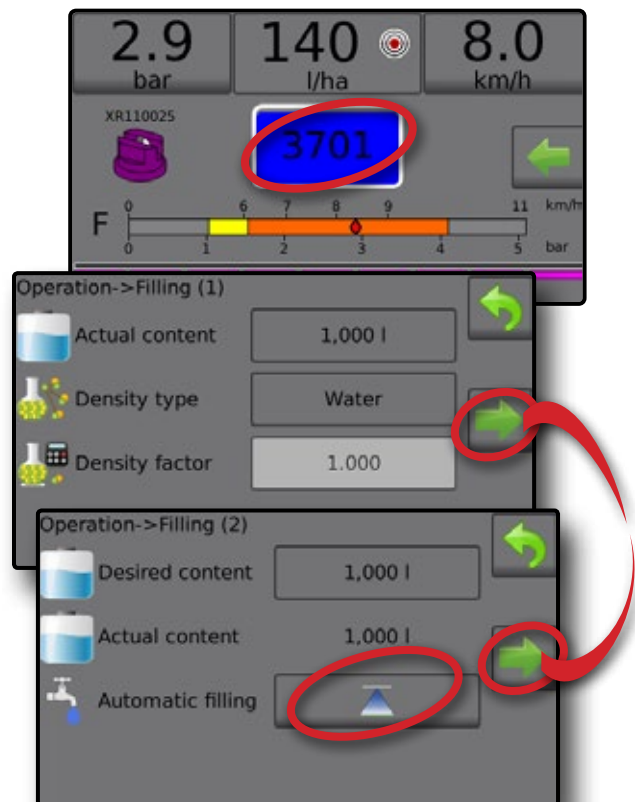 2.9 140 8.0
bar l/ha km/h
XR110025
3701
0 6 7 8 9 11 km/h
F
0 1 2 3 4 5 bar
Operation->Filling (1)
Actual content 1,000 l
Density type Water
Density factor 1.000
Operation->Filling (2)
Desired content 1,000 l
Actual content 1,000 l
Automatic filling